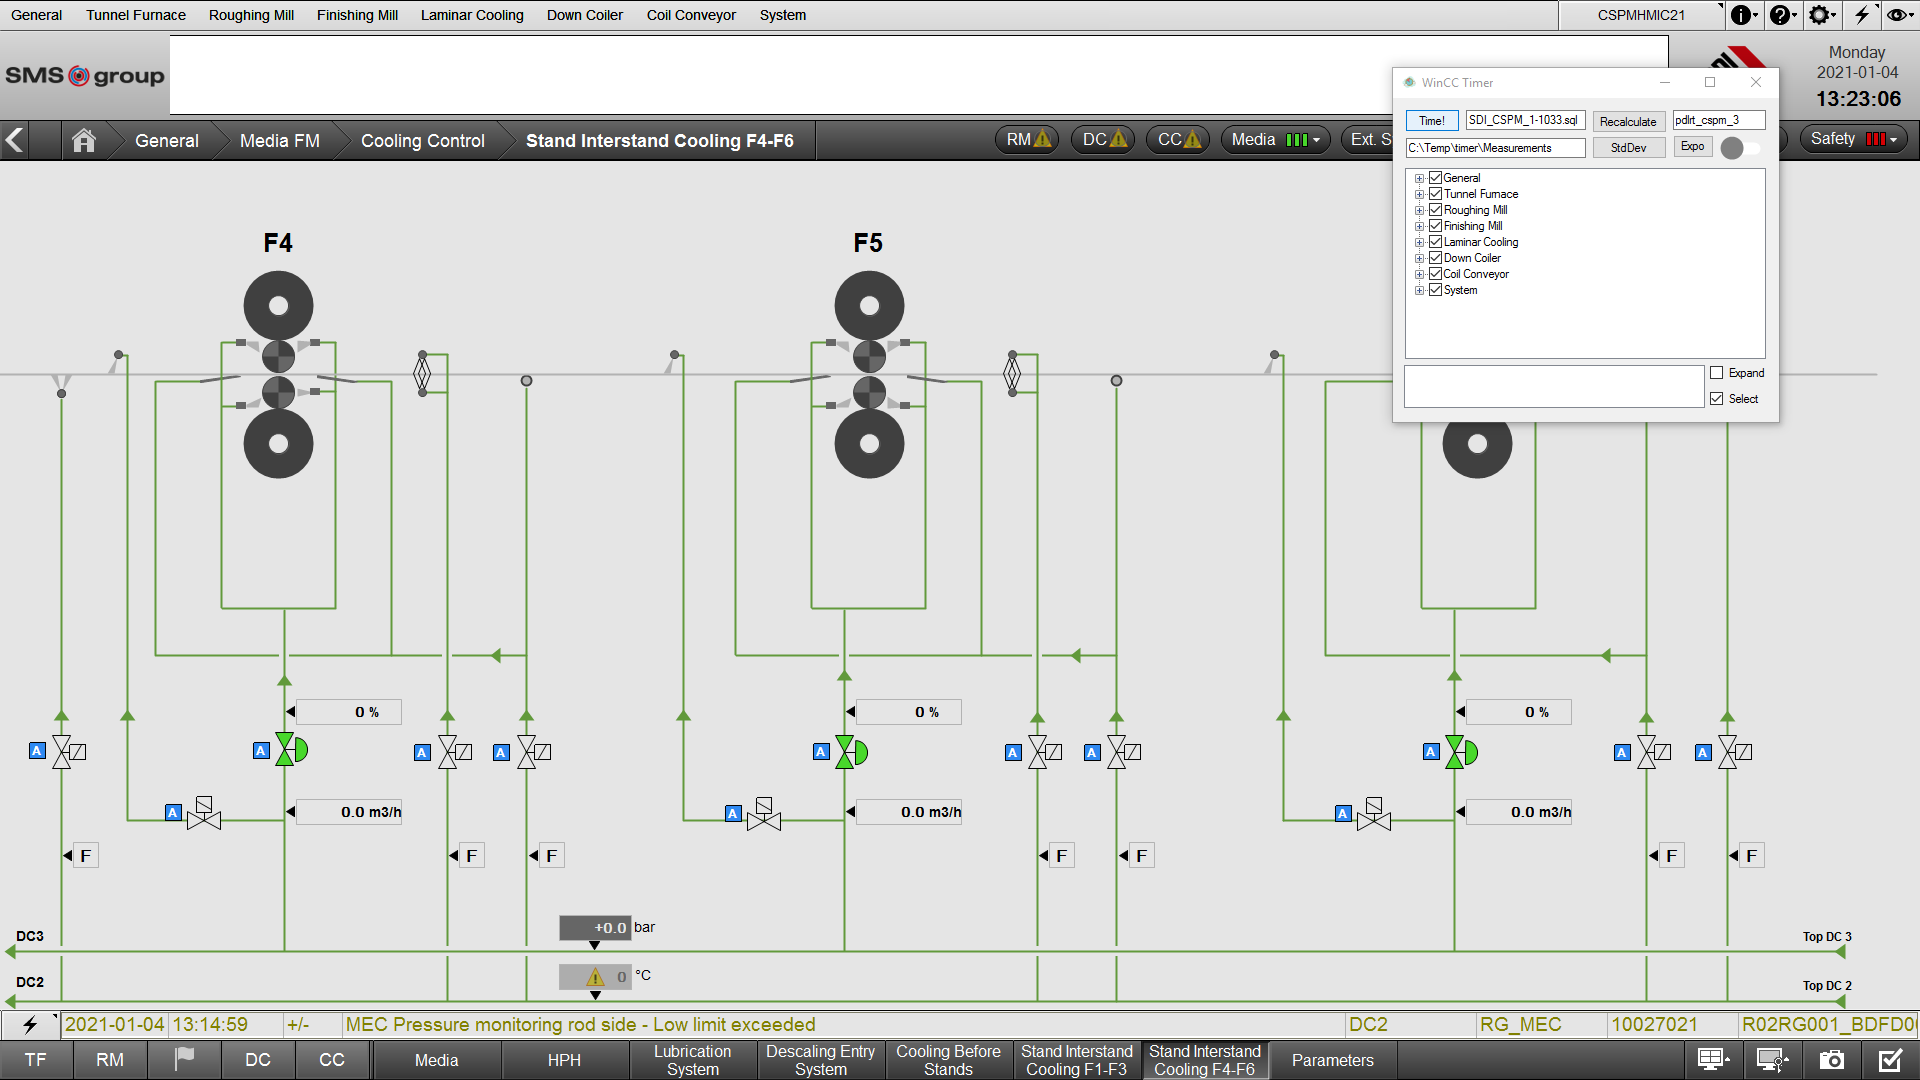 General Tunnel Furnace Roughing Mill Finishing Mill Laminar Cooling Down Coiler Coil Conveyor System CSPMHMIC21
SMS group
Monday
2021-01-04
13:23:06
WinCC Timer
Time! SDI_CSPM_1-1033.sql Recalculate pdlrt_cspm_3
C:\Temp\timer\Measurements StdDev Expo
General Media FM Cooling Control Stand Interstand Cooling F4-F6 RM DC CC Media Ext. S Safety
General
Tunnel Furnace
Roughing Mill
Finishing Mill
Laminar Cooling
Down Coiler
Coil Conveyor
System
Expand
Select
F4 F5
0 % 0 % 0 %
A A A A A A A A A A
A 0.0 m3/h A 0.0 m3/h A 0.0 m3/h
F F F F F F F
+0.0 bar
DC3 Top DC 3
0 °C
DC2 Top DC 2
2021-01-04 13:14:59 +/- MEC Pressure monitoring rod side - Low limit exceeded DC2 RG_MEC 10027021
TF RM DC CC Media HPH Lubrication System Descaling Entry System Cooling Before Stands Stand Interstand Cooling F1-F3 Stand Interstand Cooling F4-F6 Parameters